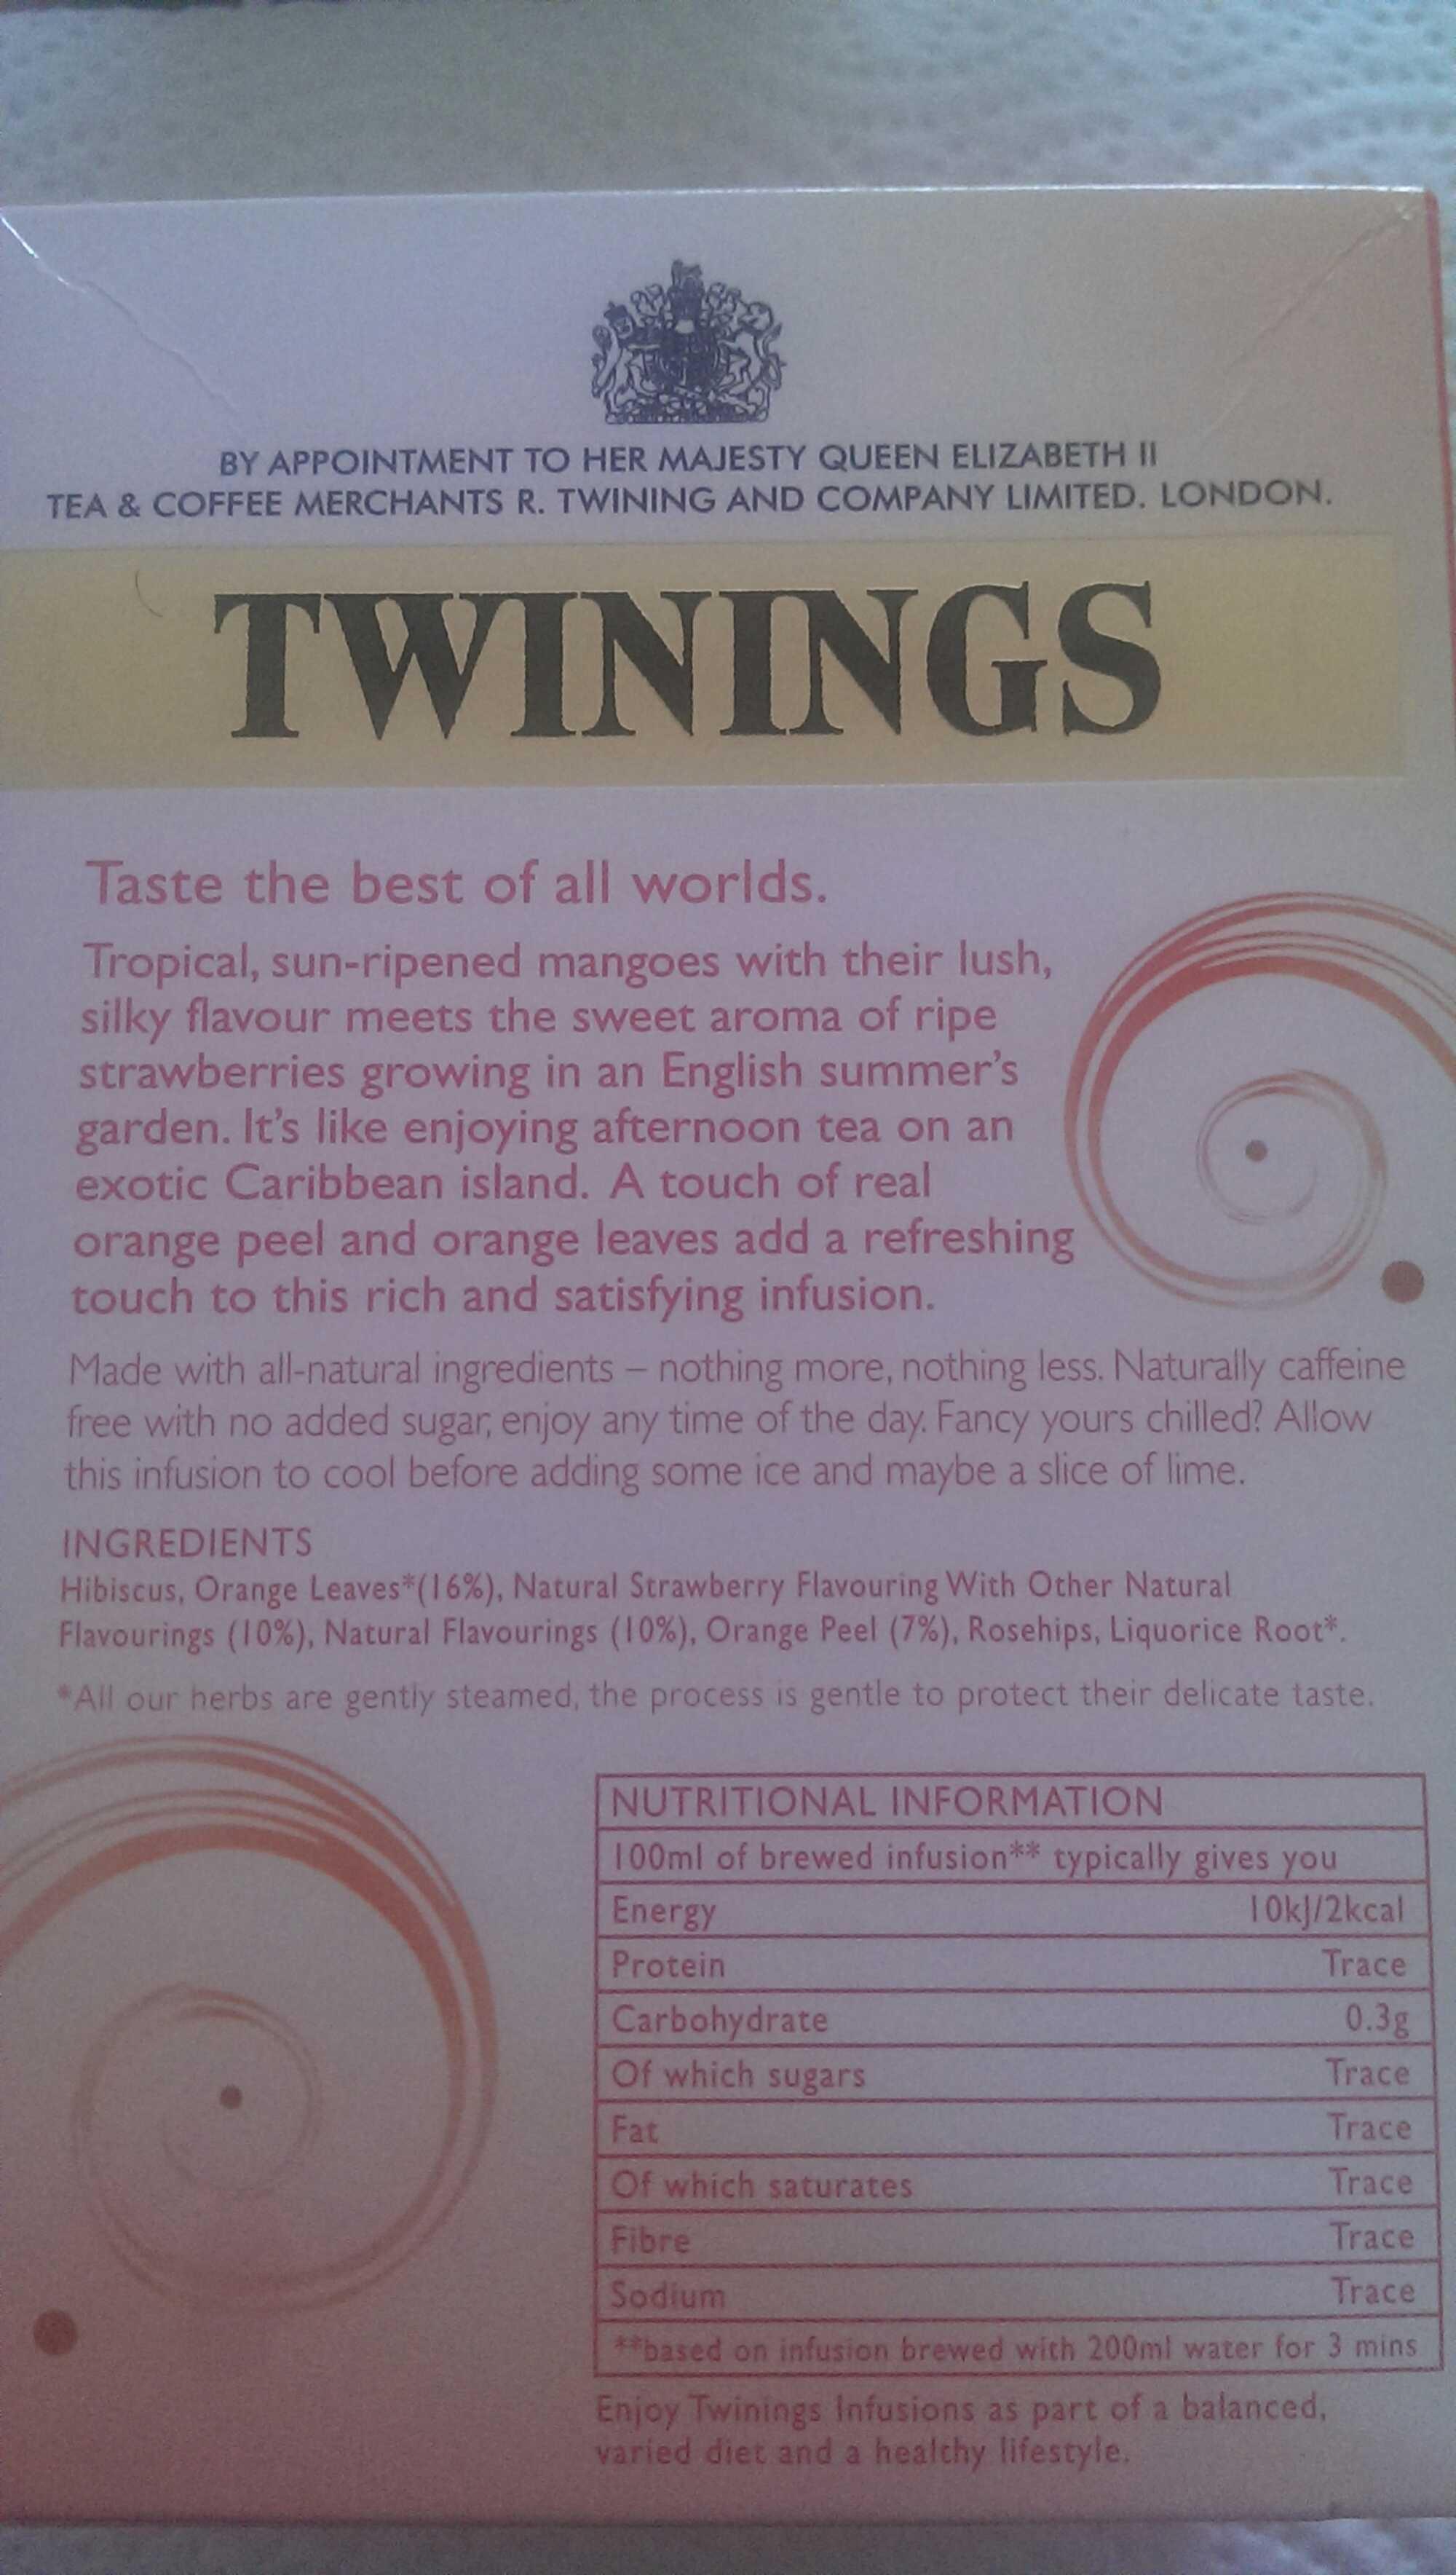 BY APPOINTMENT TO HER MAJESTY QUEEN ELIZABETH II
TEA & COFFEE MERCHANTS R. TWINING AND COMPANY LIMITED. LONDON.
TWININGS
Taste the best of all worlds.
Tropical, sun-ripened mangoes with their lush,
silky flavour meets the sweet aroma of ripe
strawberries growing in an English summer's
garden. It's like enjoying afternoon tea on an
exotic Caribbean island. A touch of real
orange peel and orange leaves add a refreshing
touch to this rich and satisfying infusion.
Made with all-natural ingredients – nothing more, nothing less. Naturally caffeine
free with no added sugar, enjoy any time of the day. Fancy yours chilled? Allow
this infusion to cool before adding some ice and maybe a slice of lime.
INGREDIENTS
Hibiscus, Orange Leaves*(16%), Natural Strawberry Flavouring With Other Natural
Flavourings (10%), Natural Flavourings (10%), Orange Peel (7%), Rosehips, Liquorice Root*.
*All our herbs are gently steamed, the process is gentle to protect their delicate taste.
NUTRITIONAL INFORMATION
100ml of brewed infusion** typically gives you
Energy 10kJ/2kcal
Protein Trace
Carbohydrate 0.3g
Of which sugars Trace
Fat Trace
Of which saturates Trace
Fibre Trace
Sodium Trace
**based on infusion brewed with 200ml water for 3 mins
Enjoy Twinings Infusions as part of a balanced,
varied diet and a healthy lifestyle.